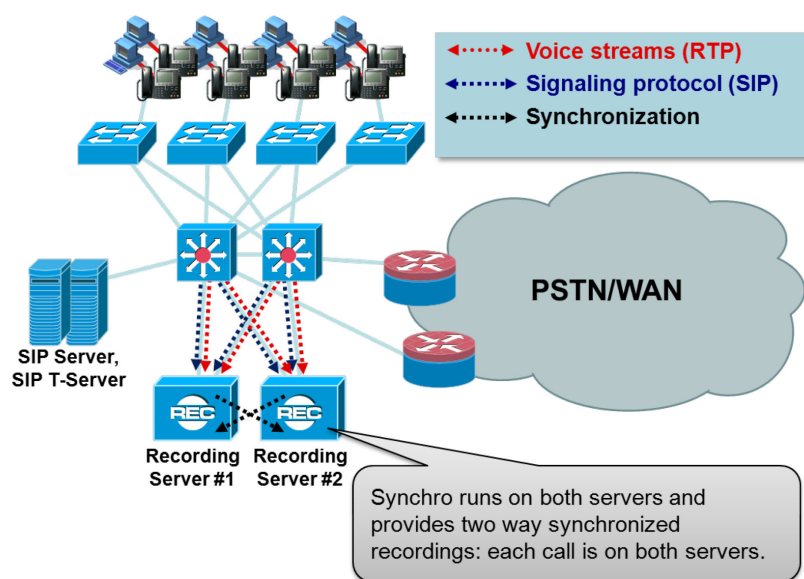 Voice streams (RTP)
Signaling protocol (SIP)
Synchronization
PSTN/WAN
SIP Server,
SIP T-Server
REC
REC
Recording
Server #1
Recording
Server #2
Synchro runs on both servers and
provides two way synchronized
recordings: each call is on both servers.